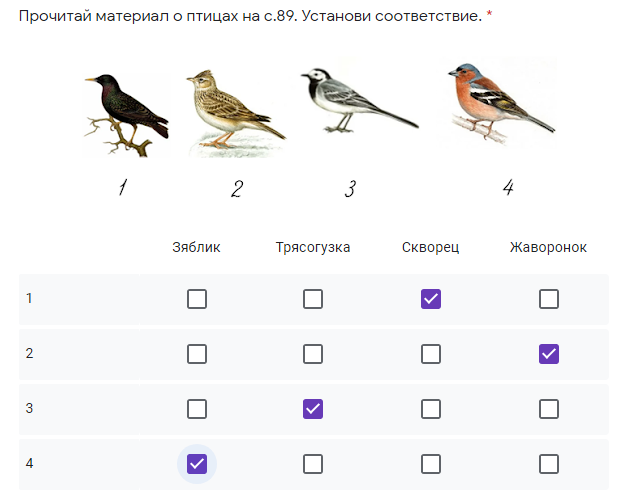 Прочитай материал о птицах на с.89. Установи соответствие. *
1 2 3 4
Зяблик Трясогузка Скворец Жаворонок
1
2
3
4